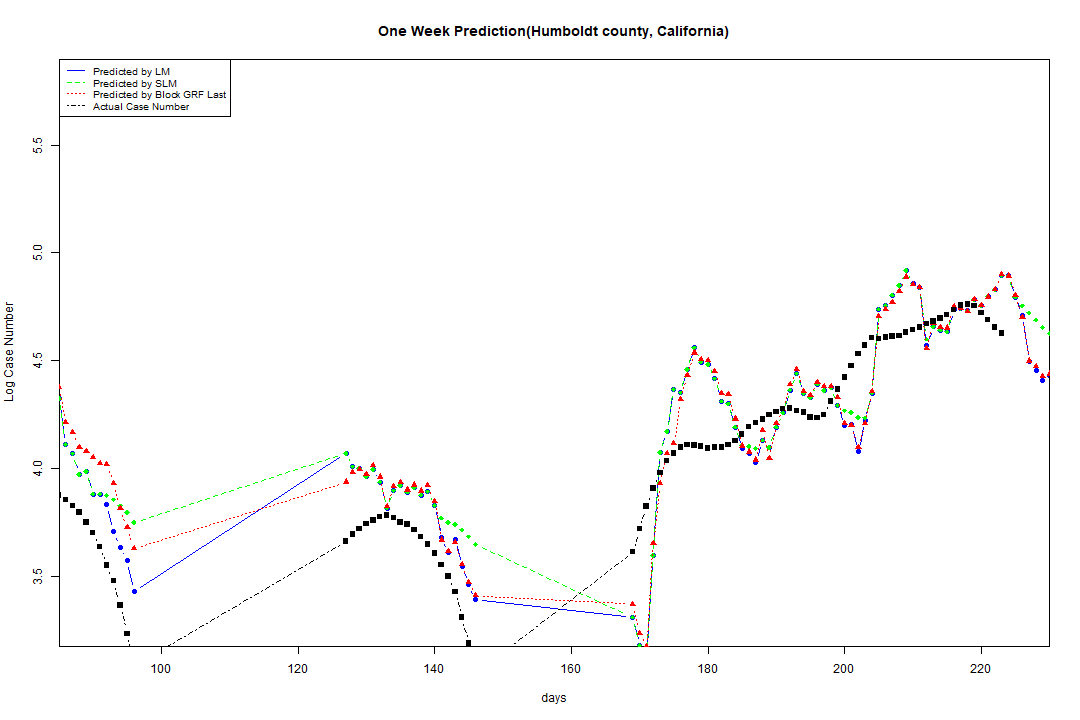 One Week Prediction(Humboldt county, California)
Predicted by LM
Predicted by SLM
Predicted by Block GRF Last
Actual Case Number
5.5
5.0
4.5
4.0
3.5
Log Case Number
100 120 140 160 180 200 220
days